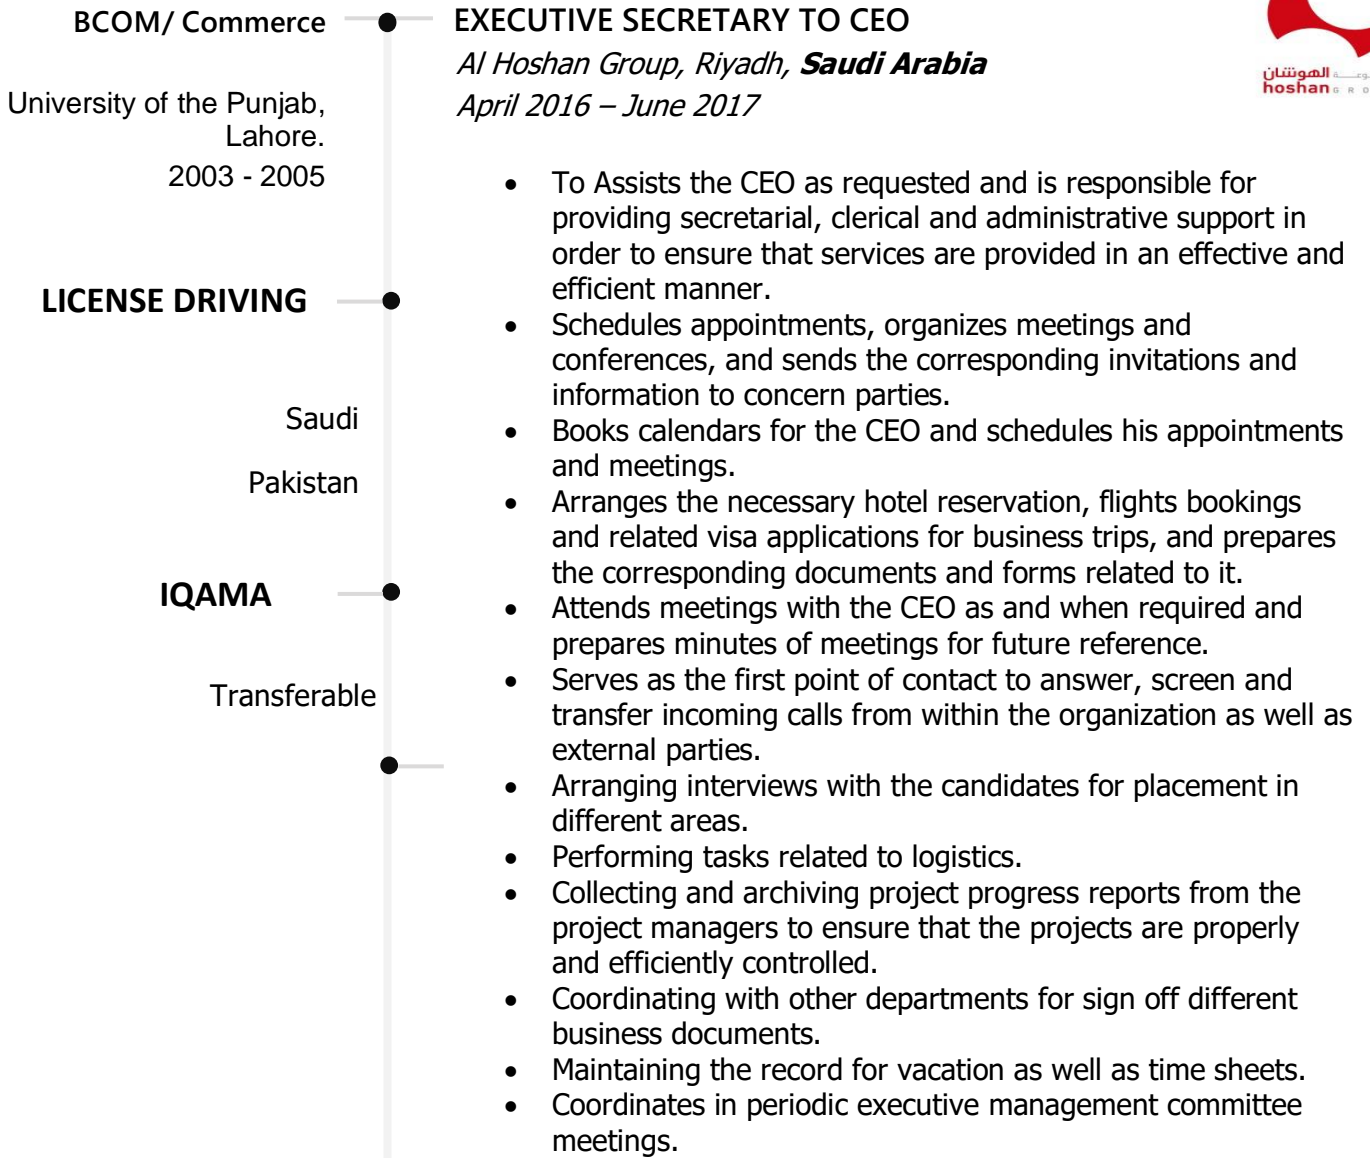 BCOM/ Commerce
University of the Punjab,
Lahore.
2003 - 2005
LICENSE DRIVING
Saudi
Pakistan
IQAMA
Transferable
EXECUTIVE SECRETARY TO CEO
Al Hoshan Group, Riyadh, Saudi Arabia
April 2016 – June 2017
الهوشان
hoshan G R O
• To Assists the CEO as requested and is responsible for
providing secretarial, clerical and administrative support in
order to ensure that services are provided in an effective and
efficient manner.
• Schedules appointments, organizes meetings and
conferences, and sends the corresponding invitations and
information to concern parties.
• Books calendars for the CEO and schedules his appointments
and meetings.
• Arranges the necessary hotel reservation, flights bookings
and related visa applications for business trips, and prepares
the corresponding documents and forms related to it.
• Attends meetings with the CEO as and when required and
prepares minutes of meetings for future reference.
• Serves as the first point of contact to answer, screen and
transfer incoming calls from within the organization as well as
external parties.
• Arranging interviews with the candidates for placement in
different areas.
• Performing tasks related to logistics.
• Collecting and archiving project progress reports from the
project managers to ensure that the projects are properly
and efficiently controlled.
• Coordinating with other departments for sign off different
business documents.
• Maintaining the record for vacation as well as time sheets.
• Coordinates in periodic executive management committee
meetings.